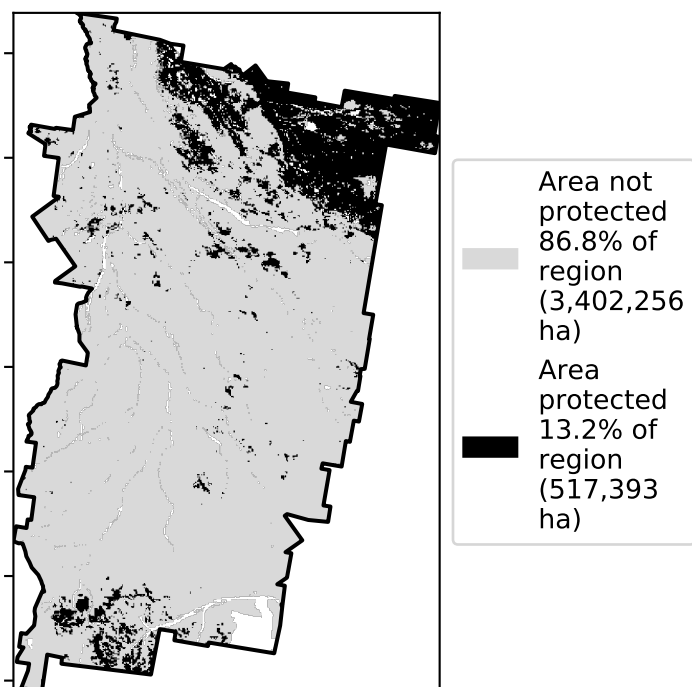 Area not
protected
86.8% of
region
(3,402,256
ha)
Area
protected
13.2% of
region
(517,393
ha)